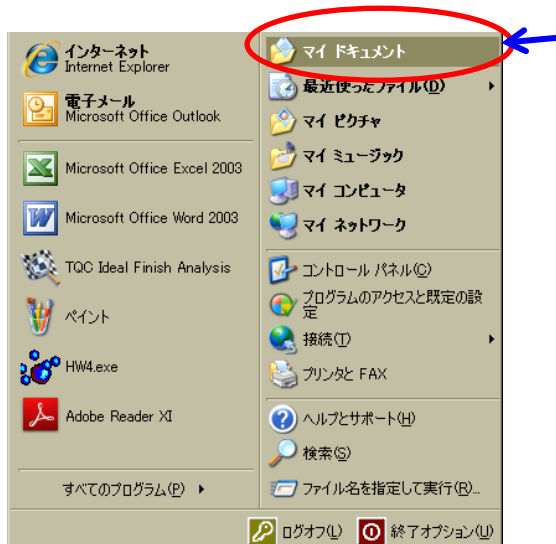 インターネット
Internet Explorer
電子メール
Microsoft Office Outlook
Microsoft Office Excel 2003
Microsoft Office Word 2003
TQC Ideal Finish Analysis
ペイント
HW4.exe
Adobe Reader XI
すべてのプログラム(P)
マイ ドキュメント
最近使ったファイル(D)
マイ ピクチャ
マイ ミュージック
マイ コンピュータ
マイ ネットワーク
コントロール パネル(C)
プログラムのアクセスと既定の設
定
接続(T)
プリンタと FAX
ヘルプとサポート(H)
検索(S)
ファイル名を指定して実行(R)...
ログオフ(L) 終了オプション(U)